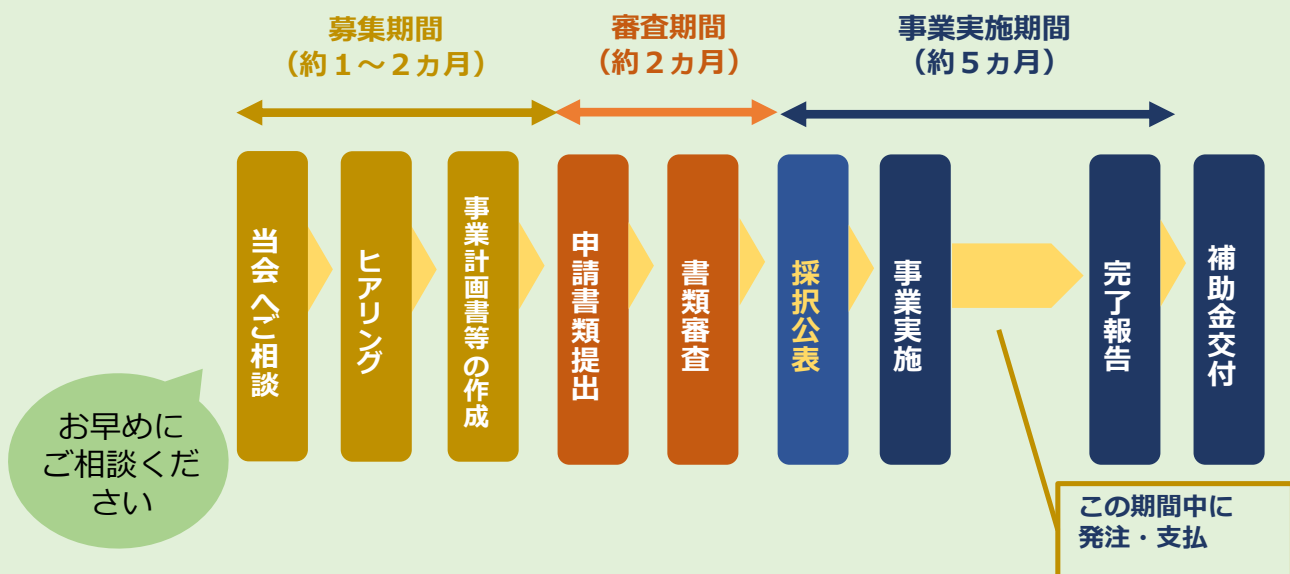 募集期間
（約１～２ヵ月）
審査期間
（約２ヵ月）
事業実施期間
（約５ヵ月）
当会へご相談
ヒアリング
事業計画書等の作成
申請書類提出
書類審査
採択公表
事業実施
完了報告
補助金交付
お早めに
ご相談くだ
さい
この期間中に
発注・支払